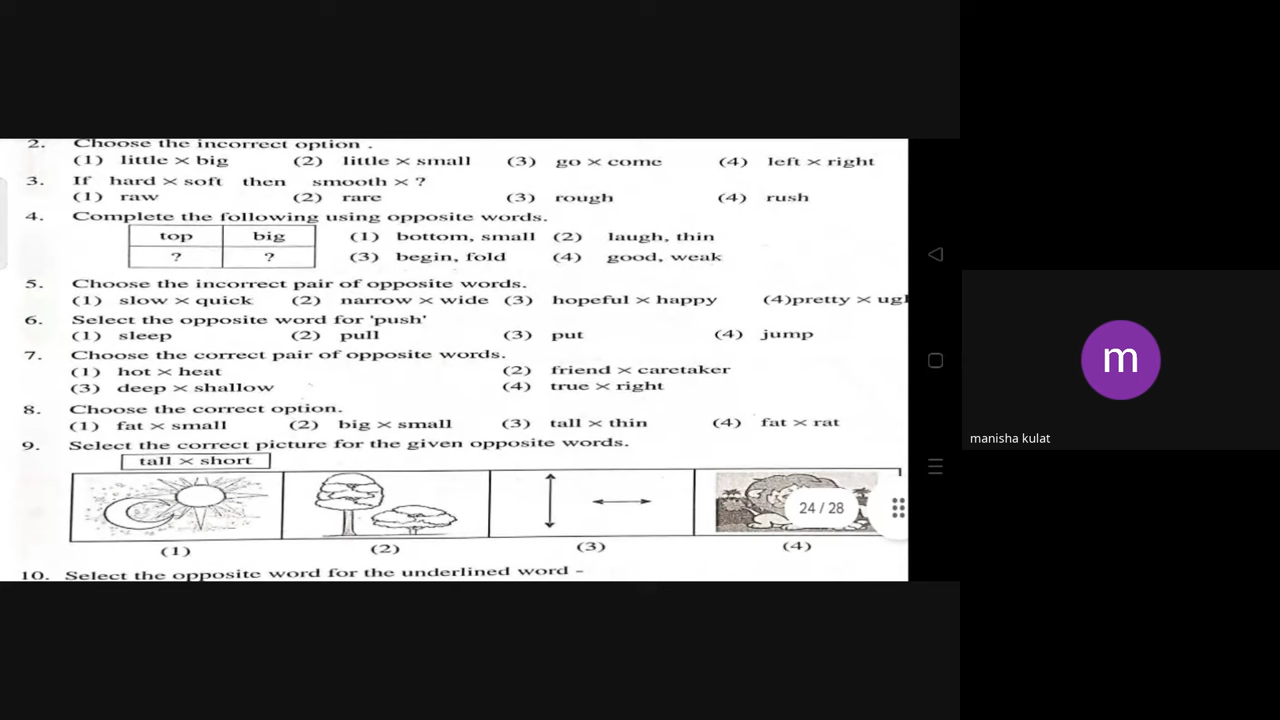 2. Choose the incorrect option .
(1) little × big (2) little × small (3) go × come (4) left × right
3. If hard × soft then smooth × ?
(1) raw (2) rare (3) rough (4) rush
4. Complete the following using opposite words.
top big (1) bottom, small (2) laugh, thin
? ? (3) begin, fold (4) good, weak
5. Choose the incorrect pair of opposite words.
(1) slow × quick (2) narrow × wide (3) hopeful × happy (4)pretty ×
6. Select the opposite word for 'push'
(1) sleep (2) pull (3) put (4) jump
7. Choose the correct pair of opposite words.
(1) hot × heat (2) friend × caretaker
(3) deep × shallow (4) true × right
8. Choose the correct option.
(1) fat × small (2) big × small (3) tall × thin (4) fat × rat
9. Select the correct picture for the given opposite words.
tall × short
24 / 28
(1) (2) (3) (4)
10. Select the opposite word for the underlined word -
m
manisha kulat